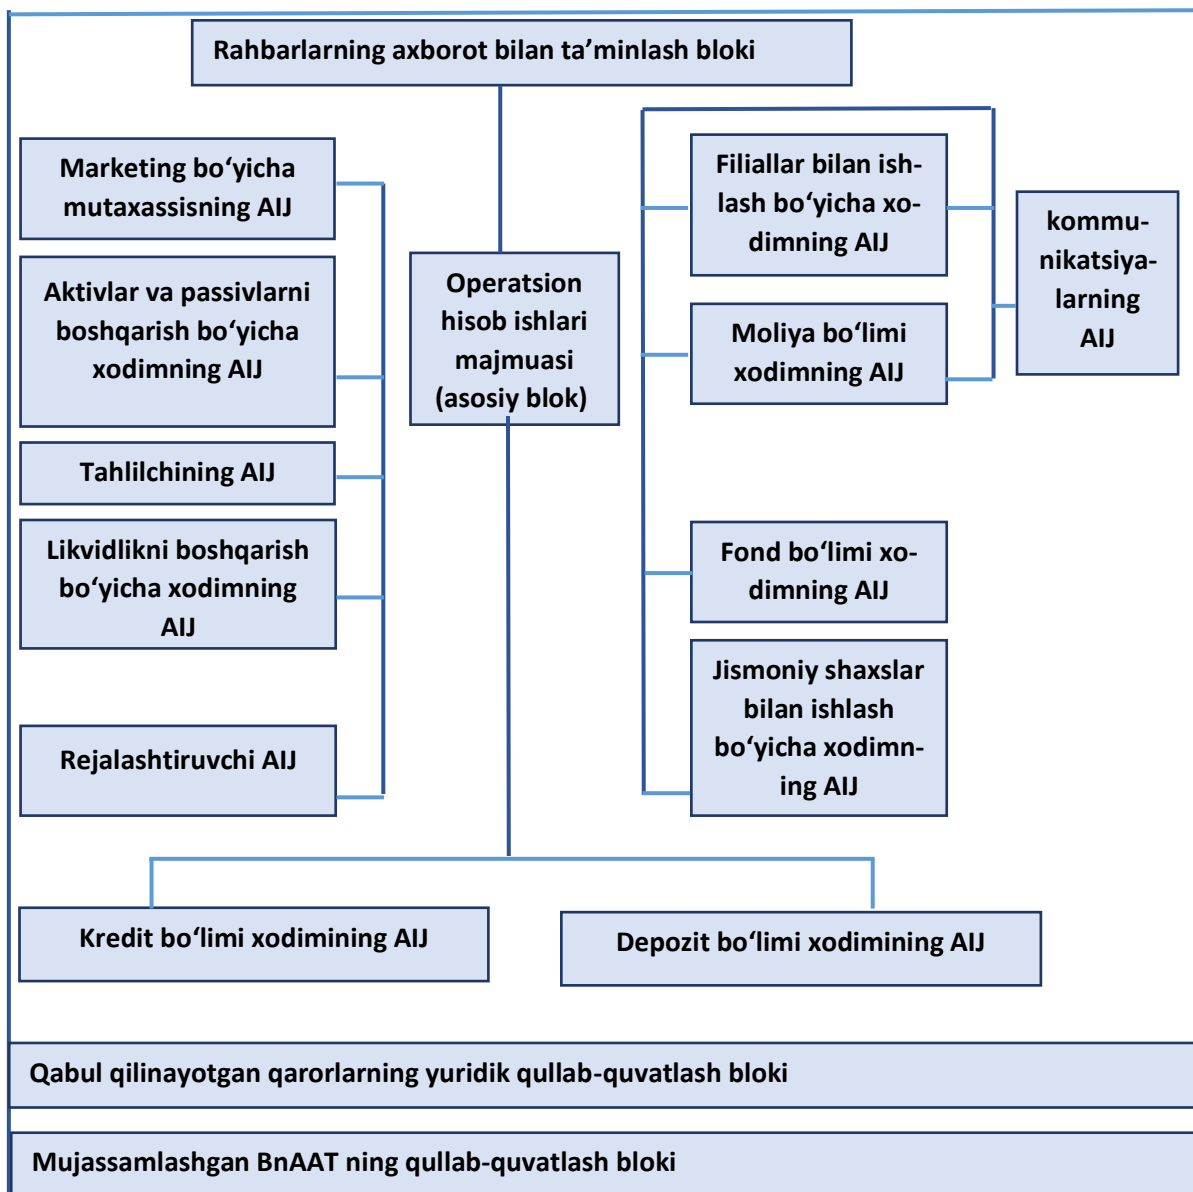 Rahbarlarning axborot bilan ta’minlash bloki
Marketing bo‘yicha
mutaxassisning AIJ
Aktivlar va passivlarni
boshqarish bo‘yicha
xodimning AIJ
Tahlilchining AIJ
Likvidlikni boshqarish
bo‘yicha xodimning
AIJ
Rejalashtiruvchi AIJ
Operatsion
hisob ishlari
majmuasi
(asosiy blok)
Filiallar bilan ish-
lash bo‘yicha xo-
dimning AIJ
Moliya bo‘limi
xodimning AIJ
Fond bo‘limi xo-
dimning AIJ
Jismoniy shaxslar
bilan ishlash
bo‘yicha xodimn-
ing AIJ
kommu-
nikatsiya-
larning
AIJ
Kredit bo‘limi xodimining AIJ
Depozit bo‘limi xodimining AIJ
Qabul qilinayotgan qarorlarning yuridik qullab-quvatlash bloki
Mujassamlashgan BnAAT ning qullab-quvatlash bloki